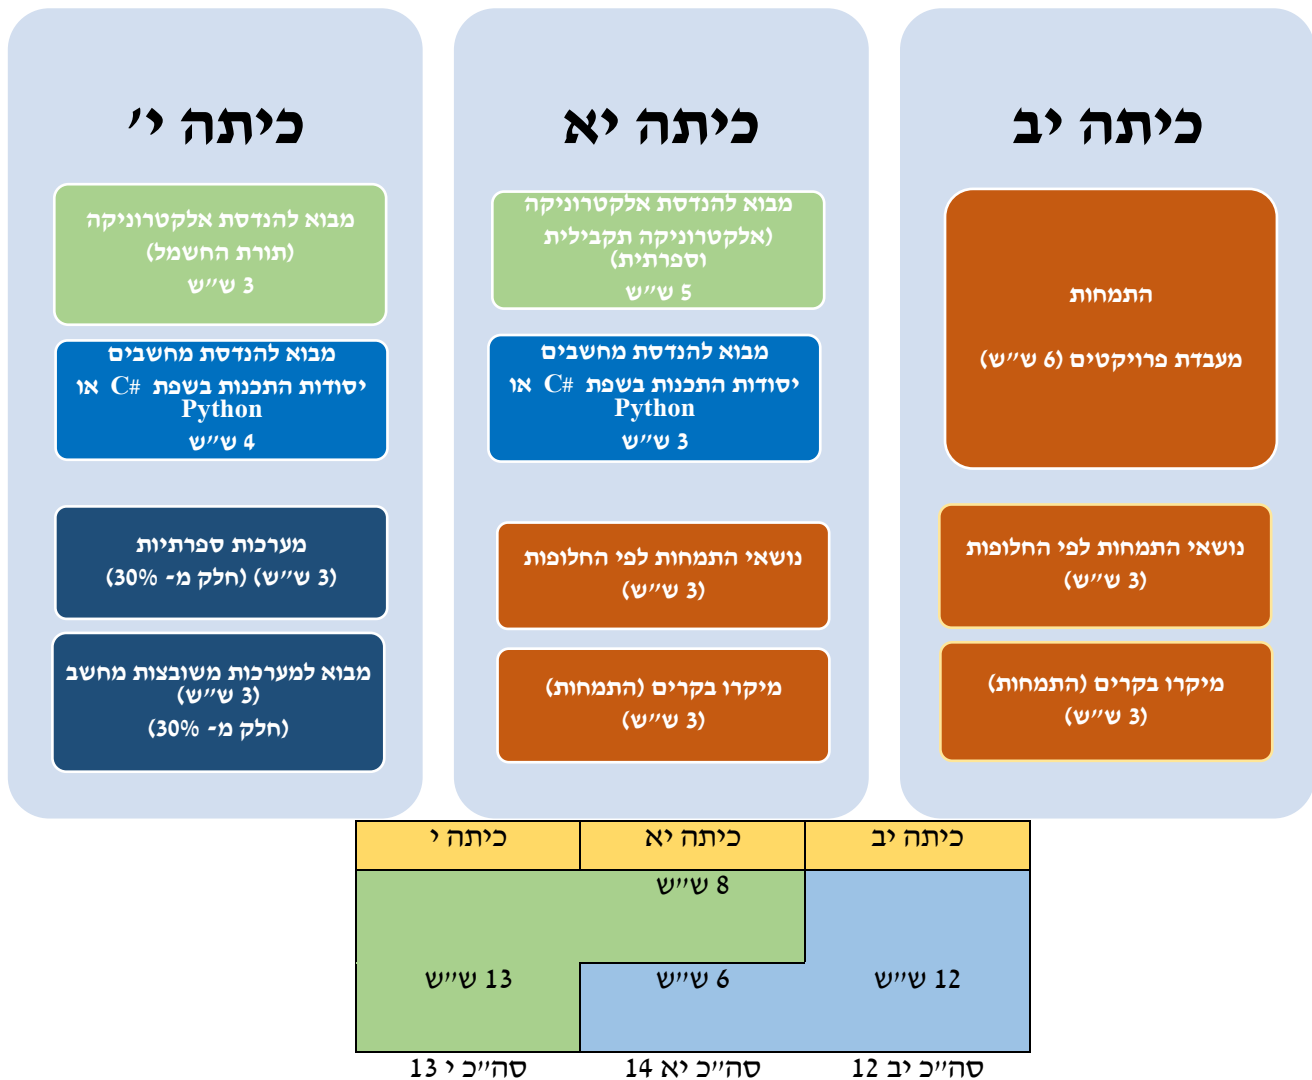 כיתה י'
מבוא להנדסת אלקטרוניקה
(תורת החשמל)
3 ש״ש
מבוא להנדסת מחשבים
יסודות התכנות בשפת C# או
Python
4 ש״ש
מערכות ספרתיות
(3 ש״ש) (חלק מ- 30%)
מבוא למערכות משובצות מחשב
(3 ש״ש)
(חלק מ- 30%)
כיתה יא
מבוא להנדסת אלקטרוניקה
(אלקטרוניקה תקבילית
וספרתית)
5 ש״ש
מבוא להנדסת מחשבים
יסודות התכנות בשפת C# או
Python
3 ש״ש
נושאי התמחות לפי החלופות
(3 ש״ש)
מיקרו בקרים (התמחות)
(3 ש״ש)
כיתה יב
התמחות
מעבדת פרויקטים (6 ש״ש)
נושאי התמחות לפי החלופות
(3 ש״ש)
מיקרו בקרים (התמחות)
(3 ש״ש)
כיתה י
כיתה יא
כיתה יב
8 ש״ש
13 ש״ש
6 ש״ש
12 ש״ש
סה״כ י 13
סה״כ יא 14
סה״כ יב 12